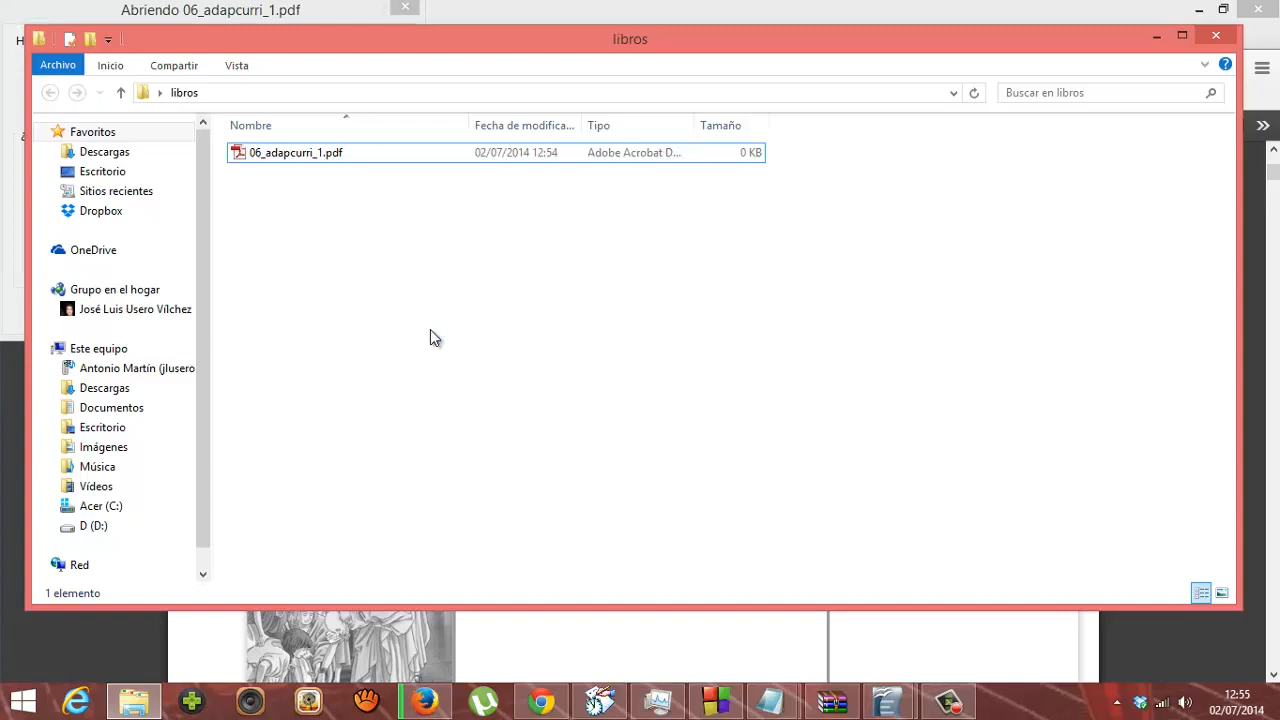 Abriendo 06_adapcurri_1.pdf
libros
Archivo Inicio Compartir Vista
libros
Buscar en libros
Nombre Fecha de modifica... Tipo Tamaño
06_adapcurri_1.pdf 02/07/2014 12:54 Adobe Acrobat D... 0 KB
Favoritos
Descargas
Escritorio
Sitios recientes
Dropbox
OneDrive
Grupo en el hogar
José Luis Usero Vílchez
Este equipo
Antonio Martín (jlusero
Descargas
Documentos
Escritorio
Imágenes
Música
Vídeos
Acer (C:)
D (D:)
Red
1 elemento
12:55
02/07/2014